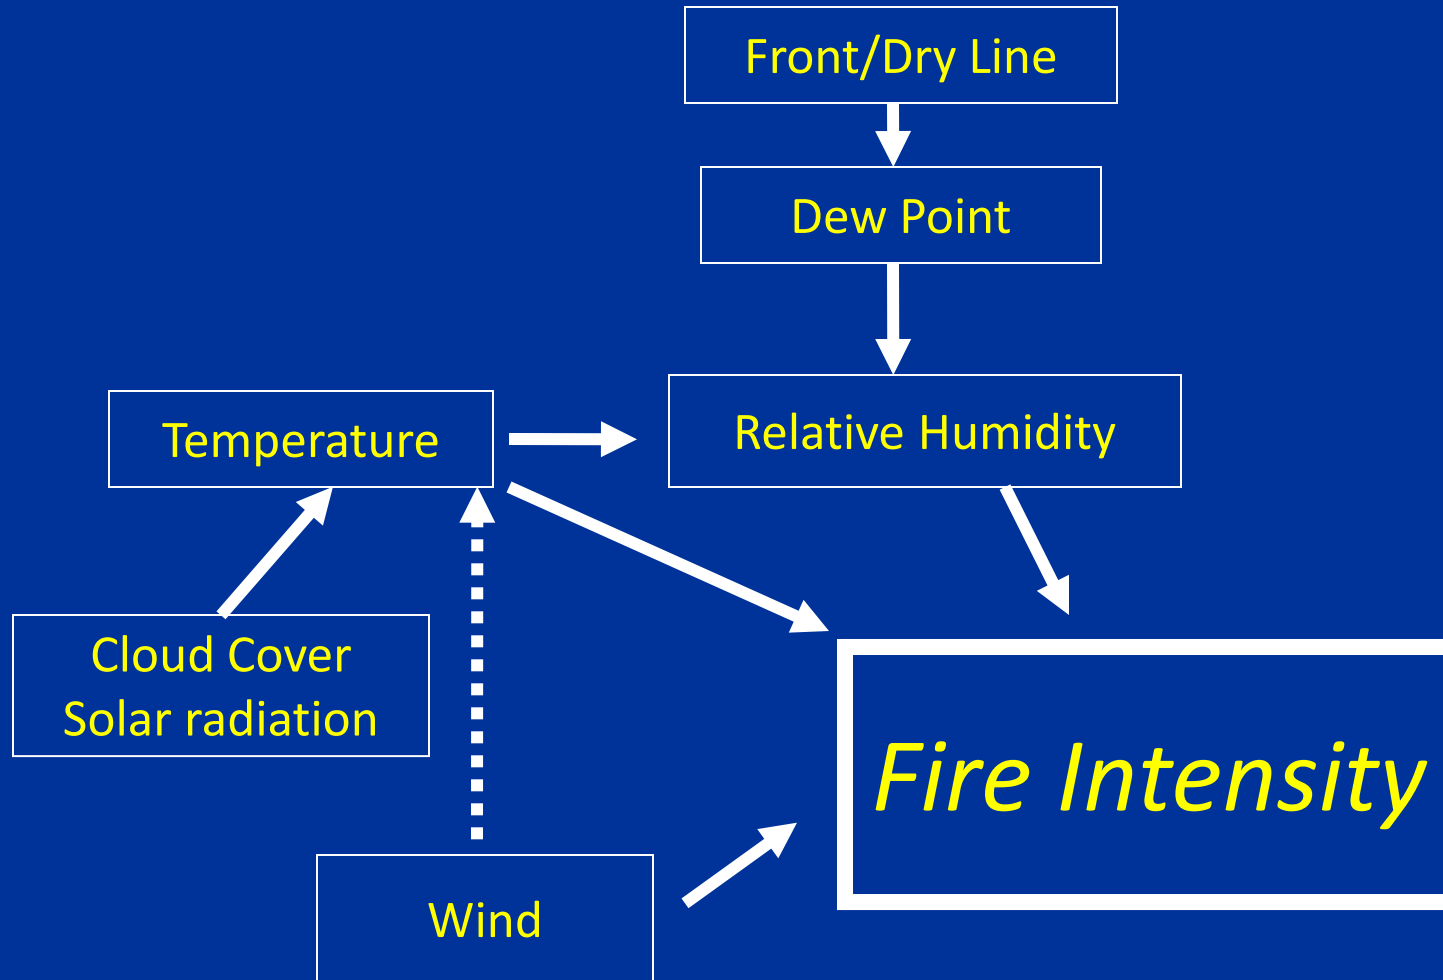 Front/Dry Line
Dew Point
Temperature
Relative Humidity
Cloud Cover
Solar radiation
Fire Intensity
Wind